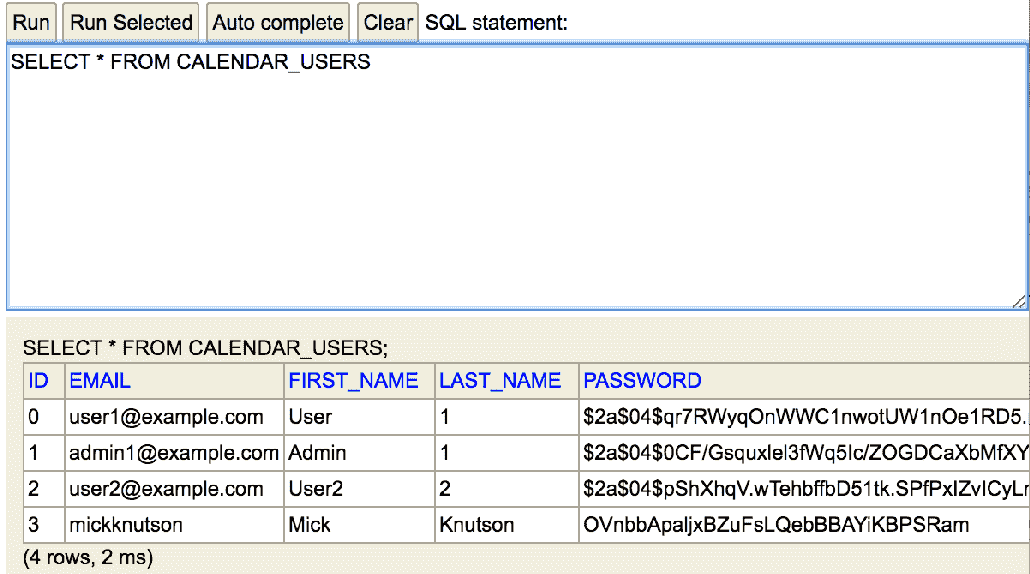 Run Run Selected Auto complete Clear SQL statement:
SELECT * FROM CALENDAR_USERS
SELECT * FROM CALENDAR_USERS;
ID EMAIL FIRST_NAME LAST_NAME PASSWORD
0 user1@example.com User 1 $2a$04$qr7RWyqOnWWC1nwotUW1nOe1RD5.
1 admin1@example.com Admin 1 $2a$04$0CF/Gsquxlel3fWq5Ic/ZOGDCaXbMfXY
2 user2@example.com User2 2 $2a$04$pShXhqV.wTehbffbD51tk.SPfPxIZvICyLr
3 mickknutson Mick Knutson OVnbbApaljxBZuFsLQebBBAYiKBPSRam
(4 rows, 2 ms)